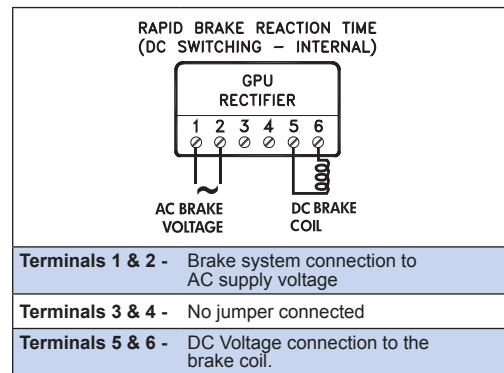 RAPID BRAKE REACTION TIME
(DC SWITCHING – INTERNAL)
GPU
RECTIFIER
1 2 3 4 5 6
~
AC BRAKE
VOLTAGE
DC BRAKE
COIL
Terminals 1 & 2 - Brake system connection to
AC supply voltage
Terminals 3 & 4 - No jumper connected
Terminals 5 & 6 - DC Voltage connection to the
brake coil.